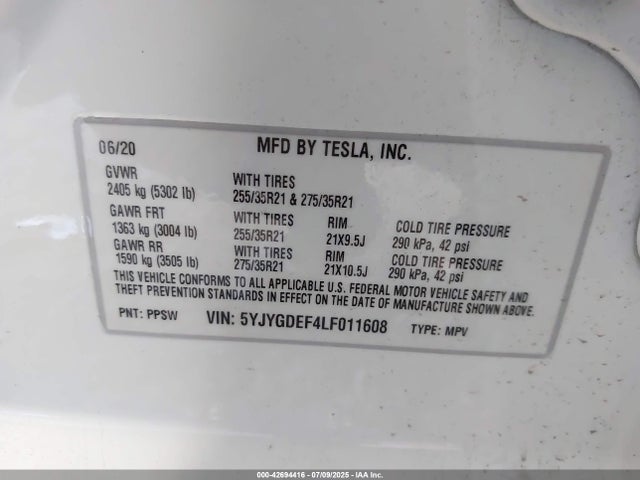 06/20 MFD BY TESLA, INC.
GVWR
2405 kg (5302 lb) WITH TIRES
255/35R21 & 275/35R21
GAWR FRT WITH TIRES RIM COLD TIRE PRESSURE
1363 kg (3004 lb) 255/35R21 21X9.5J 290 kPa, 42 psi
GAWR RR WITH TIRES RIM COLD TIRE PRESSURE
1590 kg (3505 lb) 275/35R21 21X10.5J 290 kPa, 42 psi
THIS VEHICLE CONFORMS TO ALL APPLICABLE U.S. FEDERAL MOTOR VEHICLE SAFETY AND
THEFT PREVENTION STANDARDS IN EFFECT ON THE DATE OF MANUFACTURE SHOWN ABOVE.
PNT: PPSW VIN: 5YJYGDEF4LF011608 TYPE: MPV
000-42694416 - 07/09/2025 - IAA Inc.